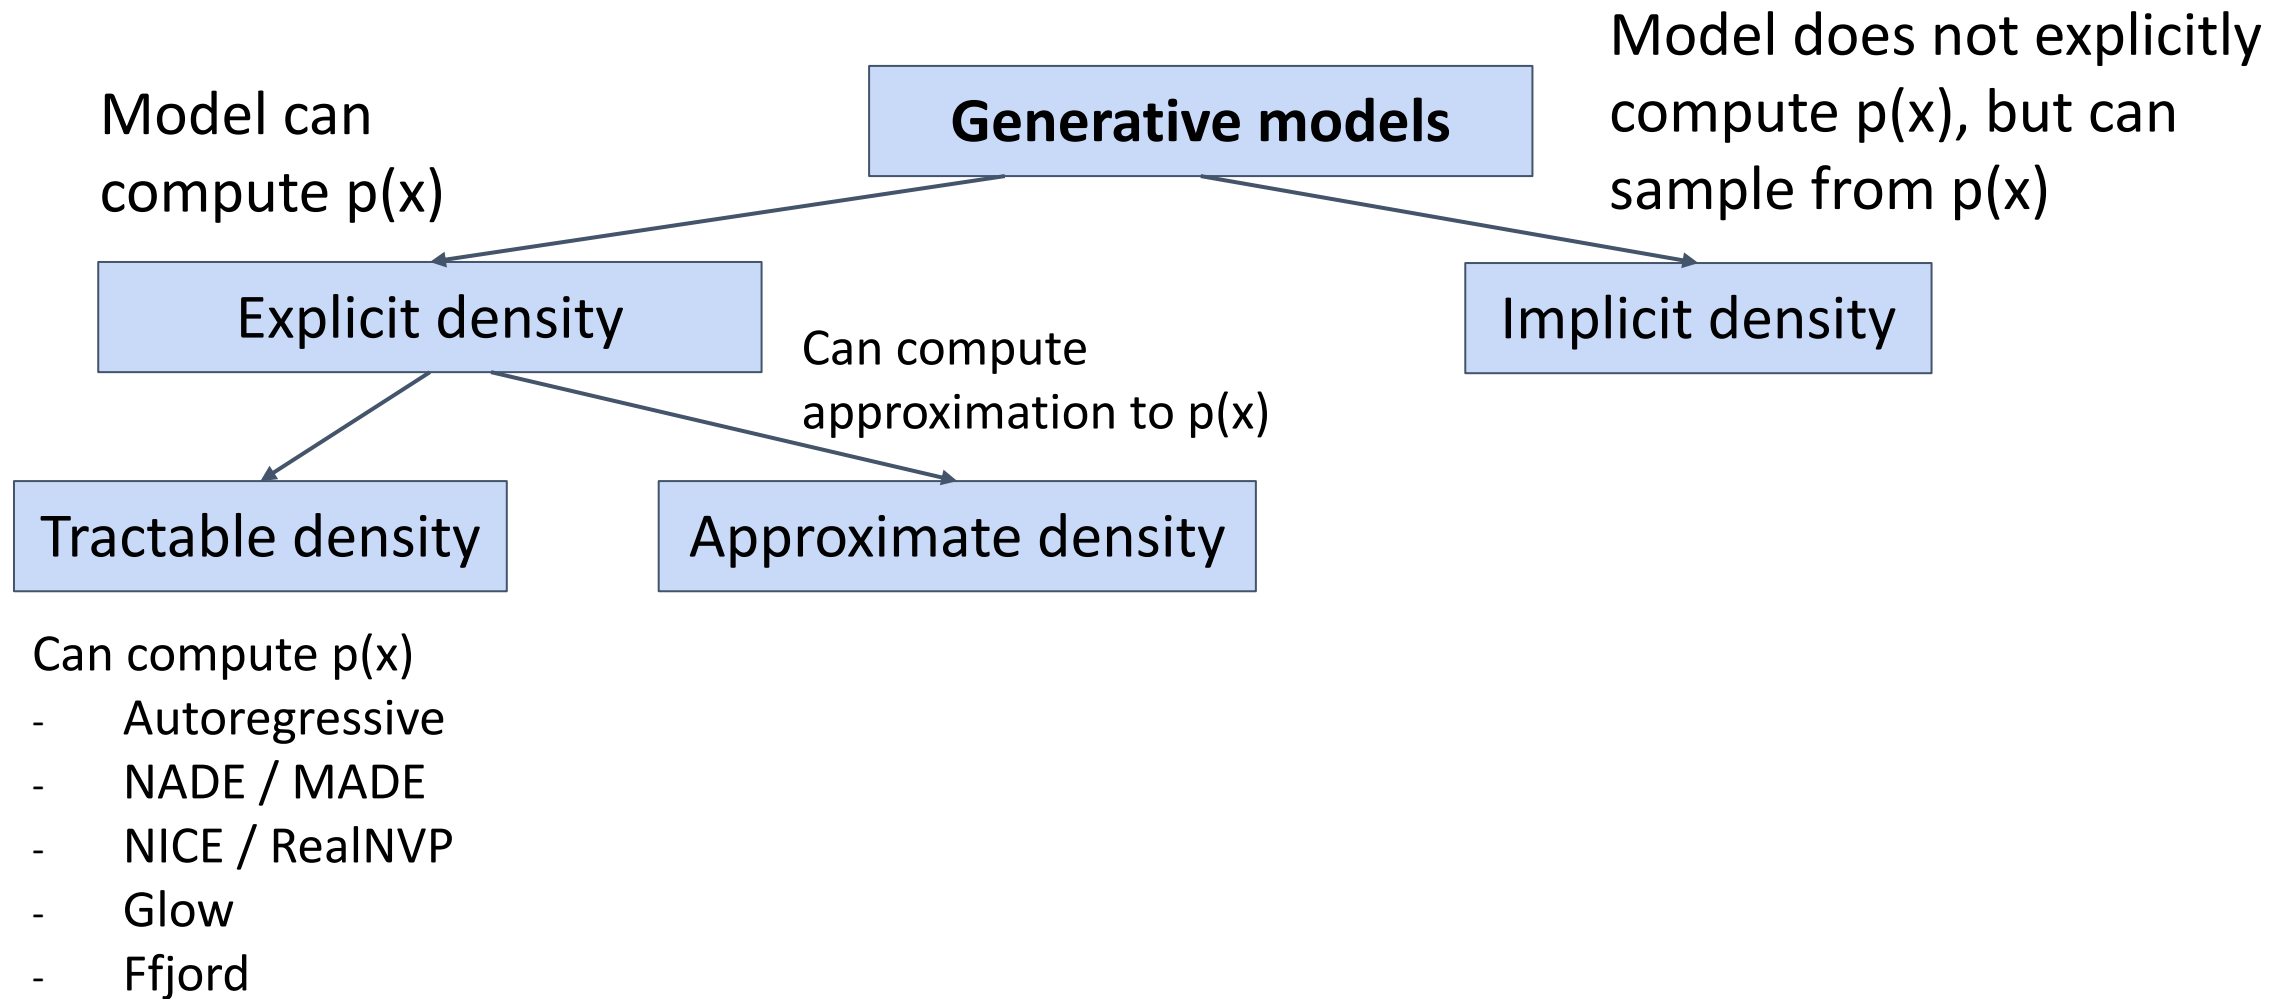 Generative models
Model can
compute p(x)
Model does not explicitly
compute p(x), but can
sample from p(x)
Explicit density
Implicit density
Can compute
approximation to p(x)
Tractable density
Approximate density
Can compute p(x)
- Autoregressive
- NADE / MADE
- NICE / RealNVP
- Glow
- Ffjord